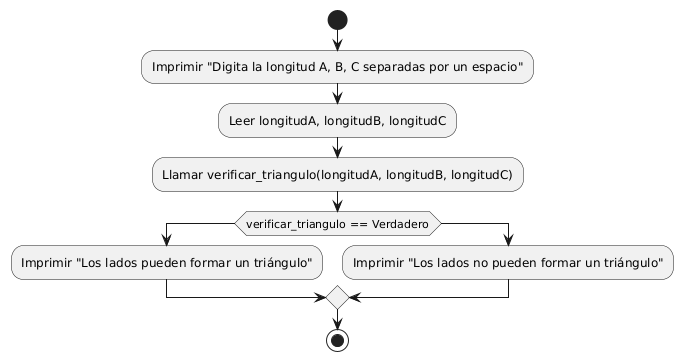 Imprimir "Digita la longitud A, B, C separadas por un espacio"
Leer longitudA, longitudB, longitudC
Llamar verificar_triangulo(longitudA, longitudB, longitudC)
verificar_triangulo == Verdadero
Imprimir "Los lados pueden formar un triángulo"
Imprimir "Los lados no pueden formar un triángulo"